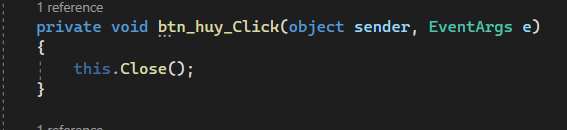 1 reference
private void btn_huy_Click(object sender, EventArgs e)
{
this.Close();
}
1 reference